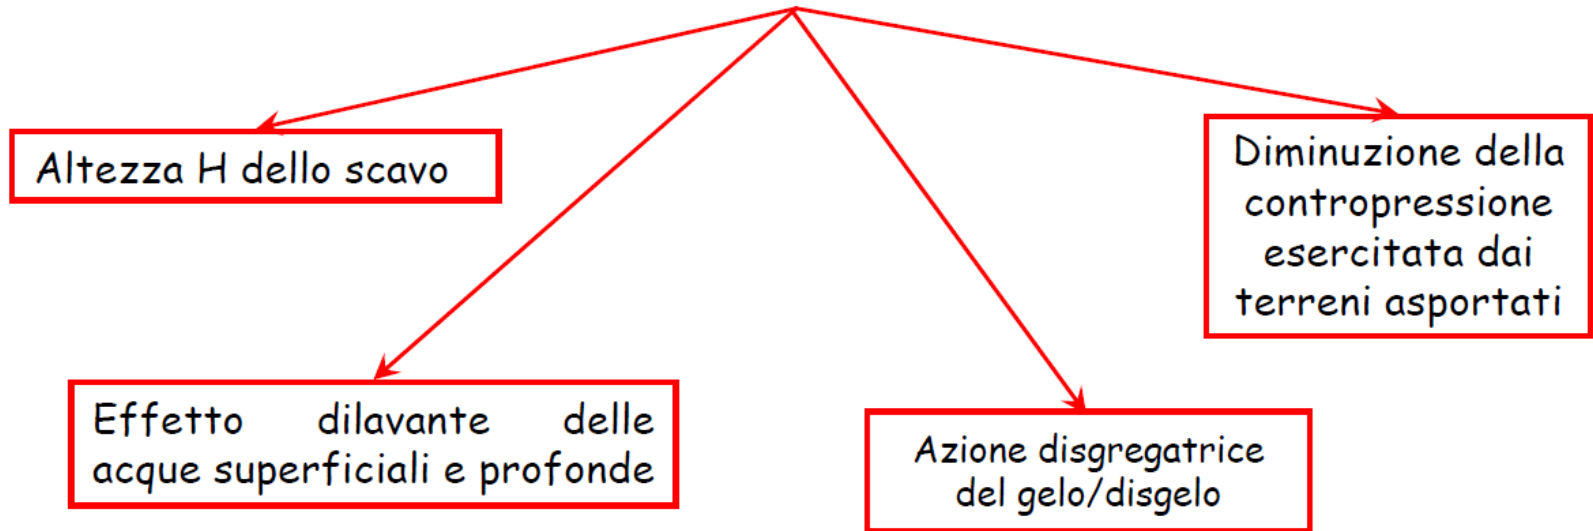 Altezza H dello scavo
Diminuzione della
contropressione
esercitata dai
terreni asportati
Effetto dilavante delle
acque superficiali e profonde
Azione disgregatrice
del gelo/disgelo